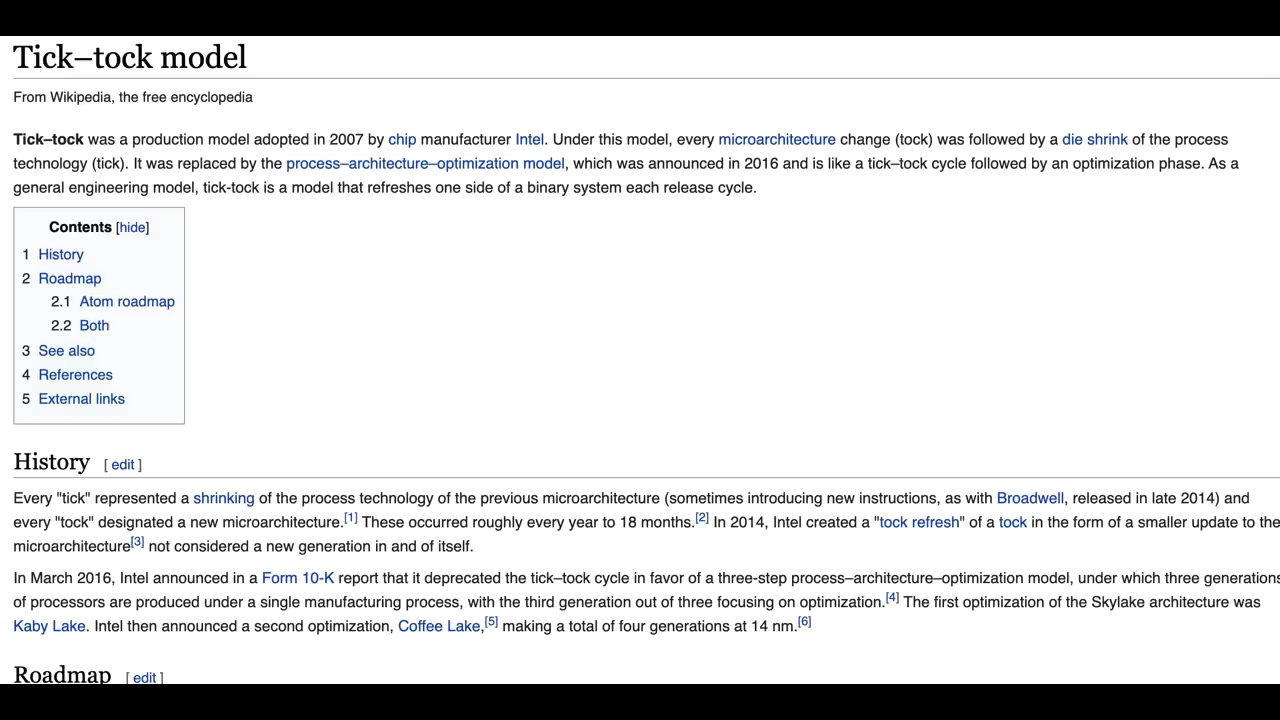 Tick–tock model
From Wikipedia, the free encyclopedia
Tick–tock was a production model adopted in 2007 by chip manufacturer Intel. Under this model, every microarchitecture change (tock) was followed by a die shrink of the process
technology (tick). It was replaced by the process–architecture–optimization model, which was announced in 2016 and is like a tick–tock cycle followed by an optimization phase. As a
general engineering model, tick-tock is a model that refreshes one side of a binary system each release cycle.
Contents [hide]
1 History
2 Roadmap
2.1 Atom roadmap
2.2 Both
3 See also
4 References
5 External links
History [ edit ]
Every "tick" represented a shrinking of the process technology of the previous microarchitecture (sometimes introducing new instructions, as with Broadwell, released in late 2014) and
every "tock" designated a new microarchitecture.[1] These occurred roughly every year to 18 months.[2] In 2014, Intel created a "tock refresh" of a tock in the form of a smaller update to the
microarchitecture[3] not considered a new generation in and of itself.
In March 2016, Intel announced in a Form 10-K report that it deprecated the tick–tock cycle in favor of a three-step process–architecture–optimization model, under which three generations
of processors are produced under a single manufacturing process, with the third generation out of three focusing on optimization.[4] The first optimization of the Skylake architecture was
Kaby Lake. Intel then announced a second optimization, Coffee Lake,[5] making a total of four generations at 14 nm.[6]
Roadmap [ edit ]